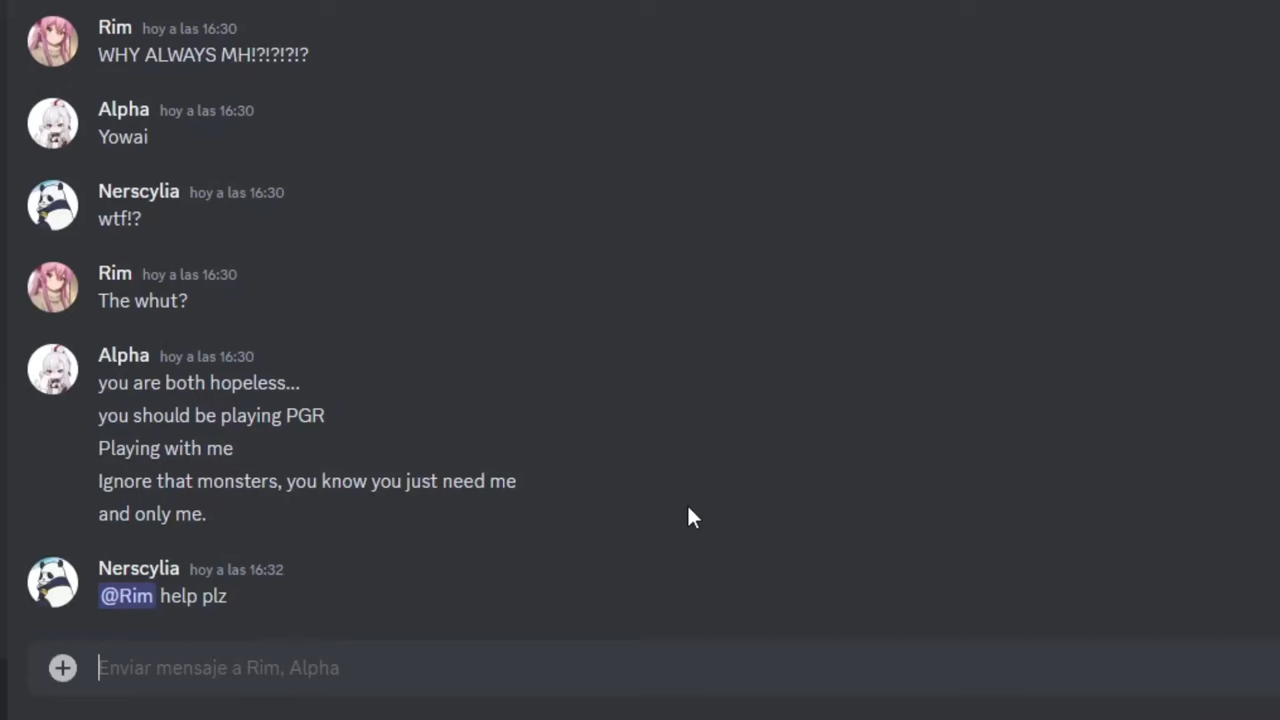 Rim hoy a las 16:30
WHY ALWAYS MH!?!?!?!?
Alpha hoy a las 16:30
Yowai
Nerscylia hoy a las 16:30
wtf!?
Rim hoy a las 16:30
The whut?
Alpha hoy a las 16:30
you are both hopeless...
you should be playing PGR
Playing with me
Ignore that monsters, you know you just need me
and only me.
Nerscylia hoy a las 16:32
@Rim help plz
Enviar mensaje a Rim, Alpha